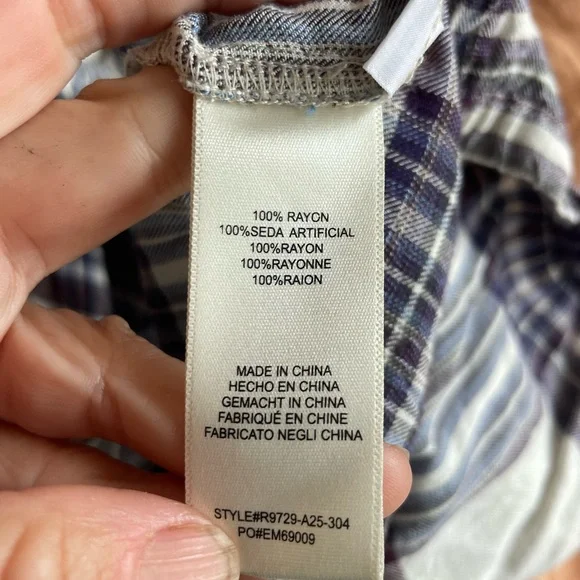 100% RAYON
100%SEDA ARTIFICIAL
100%RAYON
100%RAYONNE
100%RAION
MADE IN CHINA
HECHO EN CHINA
GEMACHT IN CHINA
FABRIQUÉ EN CHINE
FABRICATO NEGLI CHINA
STYLE#R9729-A25-304
PO#EM69009